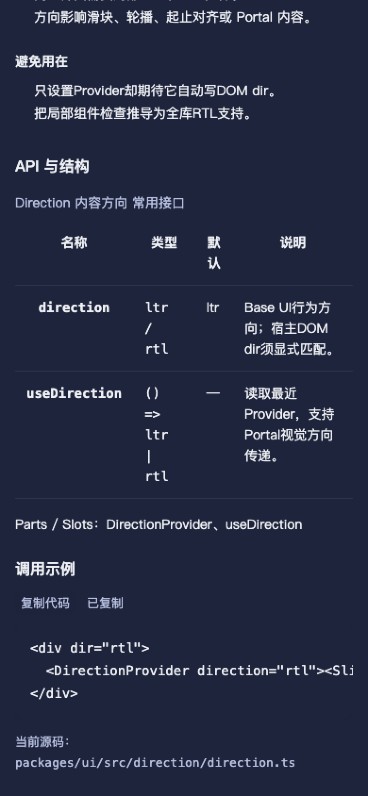 方向影响滑块、轮播、起止对齐或 Portal 内容。
避免用在
只设置Provider却期待它自动写DOM dir。
把局部组件检查推导为全库RTL支持。
API 与结构
Direction 内容方向 常用接口
名称 类型 默认 说明
direction ltr / rtl ltr Base UI行为方向；宿主DOM dir须显式匹配。
useDirection () => ltr | rtl — 读取最近Provider，支持Portal视觉方向传递。
Parts / Slots：DirectionProvider、useDirection
调用示例
复制代码 已复制
<div dir="rtl">
<DirectionProvider direction="rtl"><Sli
</div>
当前源码：
packages/ui/src/direction/direction.ts